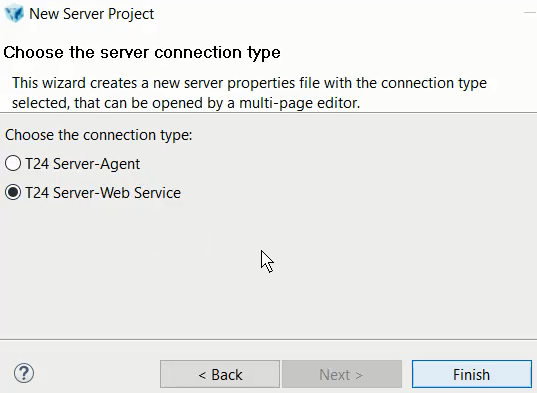 New Server Project
Choose the server connection type
This wizard creates a new server properties file with the connection type
selected, that can be opened by a multi-page editor.
Choose the connection type:
T24 Server-Agent
T24 Server-Web Service
?
< Back
Next >
Finish